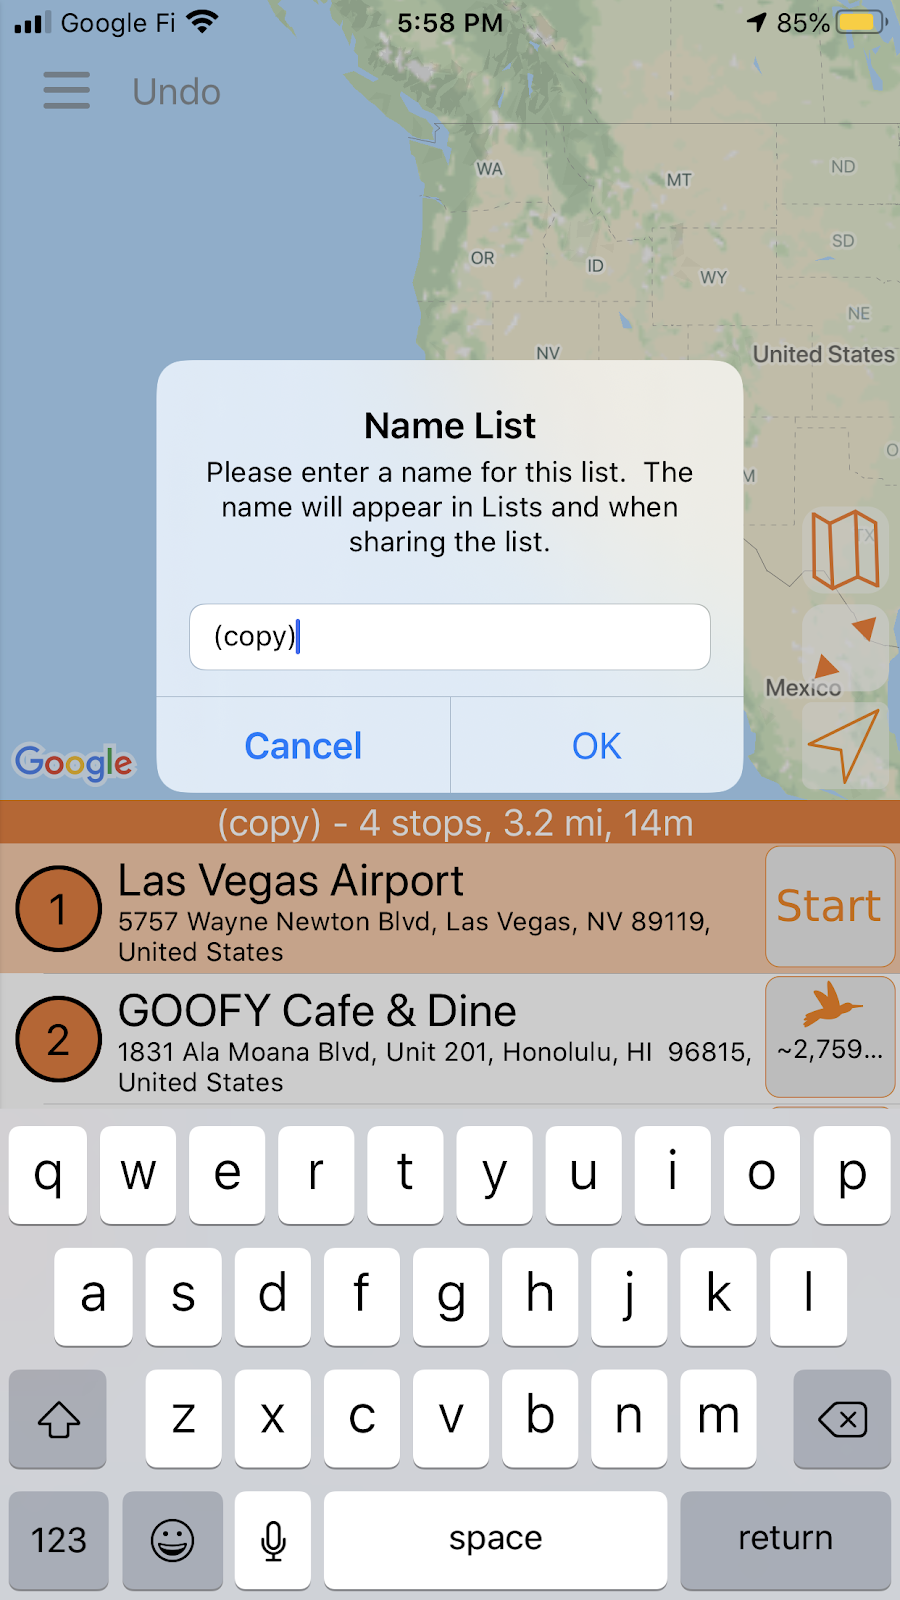 Google Fi 5:58 PM 85%
Undo
WA
MT
ND
OR
ID
SD
WY
NE
NV
United States
Name List
Please enter a name for this list. The
name will appear in Lists and when
sharing the list.
(copy)
TX
Mexico
Cancel OK
Google
(copy) - 4 stops, 3.2 mi, 14m
1 Las Vegas Airport Start
5757 Wayne Newton Blvd, Las Vegas, NV 89119,
United States
2 GOOFY Cafe & Dine
1831 Ala Moana Blvd, Unit 201, Honolulu, HI 96815, ~2,759...
United States
q w e r t y u i o p
a s d f g h j k l
z x c v b n m
123 space return